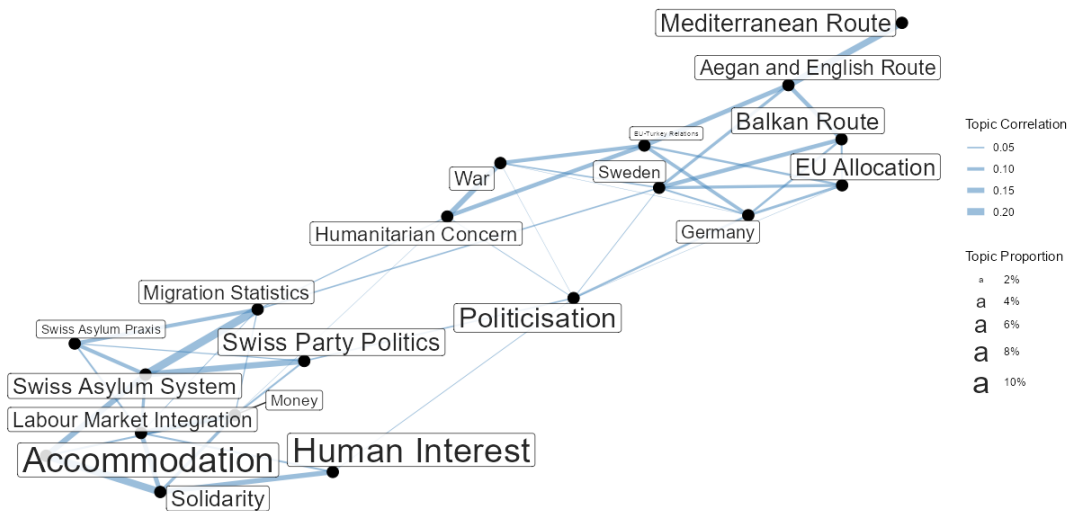 Mediterranean Route
Aegan and English Route
Balkan Route
EU-Turkey Relations
EU Allocation
War
Sweden
Humanitarian Concern
Germany
Migration Statistics
Politicisation
Swiss Asylum Praxis
Swiss Party Politics
Swiss Asylum System
Money
Labour Market Integration
Human Interest
Accommodation
Solidarity
Topic Correlation
0.05
0.10
0.15
0.20
Topic Proportion
a 2%
a 4%
a 6%
a 8%
a 10%